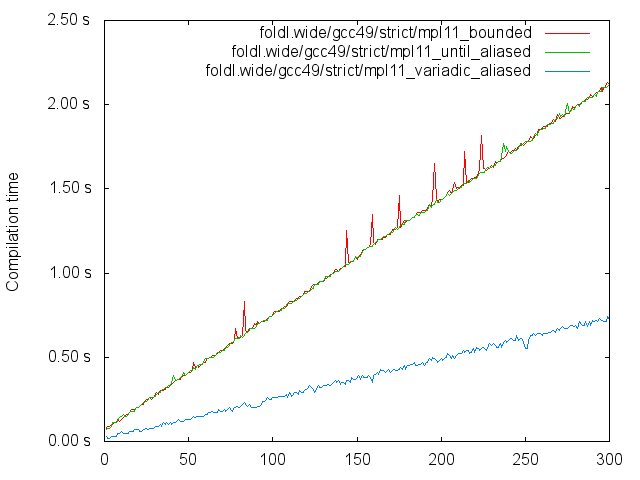 2.50 s
foldl.wide/gcc49/strict/mpl11_bounded
foldl.wide/gcc49/strict/mpl11_until_aliased
foldl.wide/gcc49/strict/mpl11_variadic_aliased
2.00 s
1.50 s
Compilation time
1.00 s
0.50 s
0.00 s
0 50 100 150 200 250 300